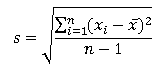 s = √(∑ⁿᵢ₌₁(xᵢ − x̄)² / (n − 1))